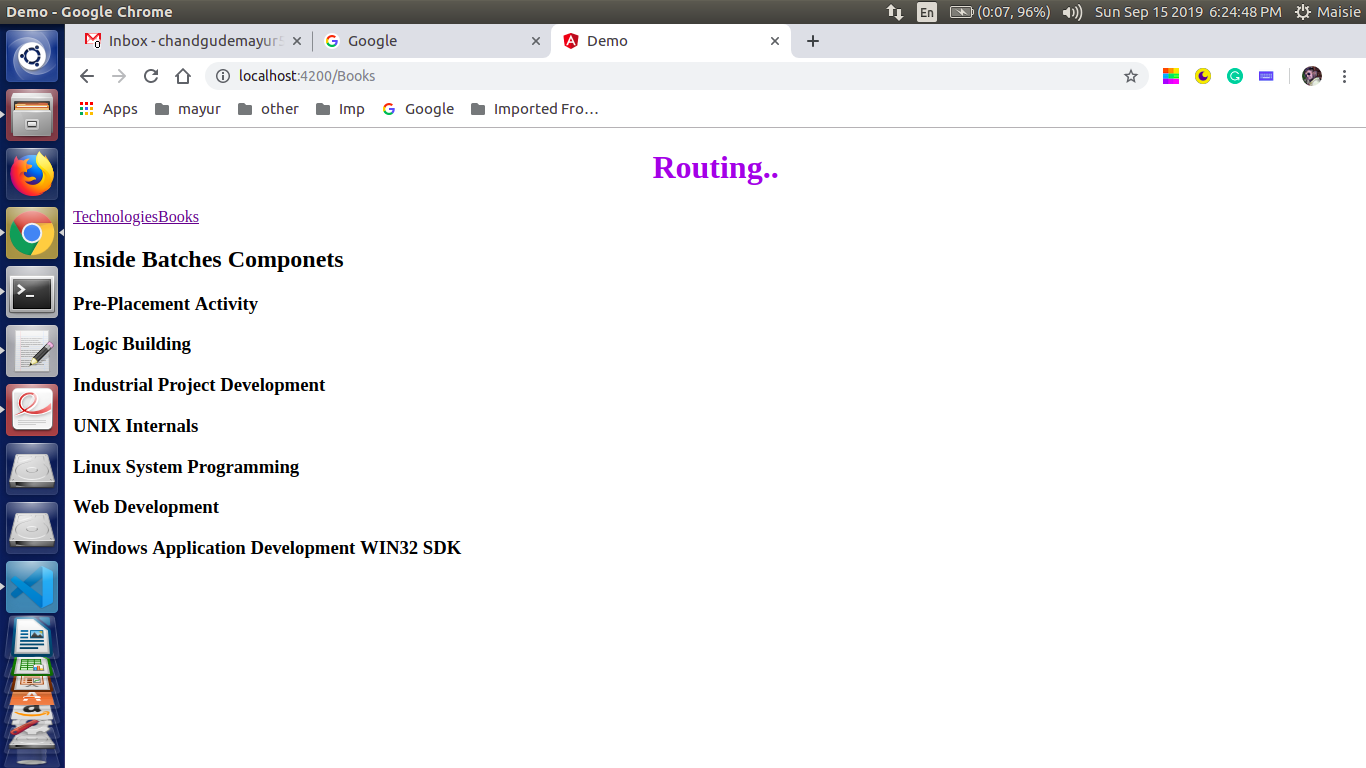 Demo - Google Chrome
En (0:07, 96%) Sun Sep 15 2019 6:24:48 PM Maisie
Inbox - chandgudemayur
Google
Demo
localhost:4200/Books
Apps mayur other Imp Google Imported Fro…
Routing..
TechnologiesBooks
Inside Batches Componets
Pre-Placement Activity
Logic Building
Industrial Project Development
UNIX Internals
Linux System Programming
Web Development
Windows Application Development WIN32 SDK